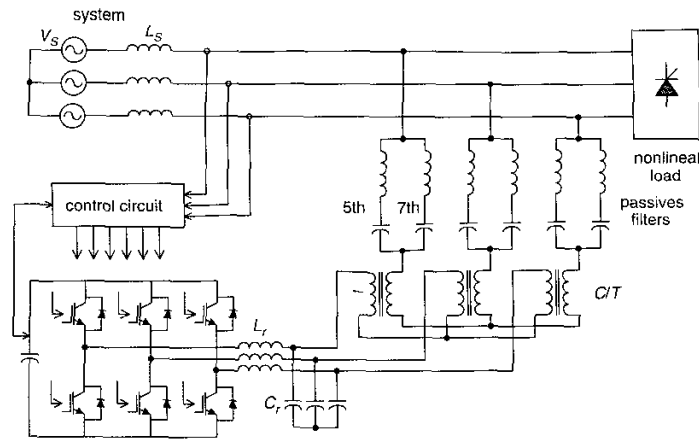 system
V_S
L_S
nonlineal
load
5th
7th
passives
filters
control circuit
C/T
L_r
C_r